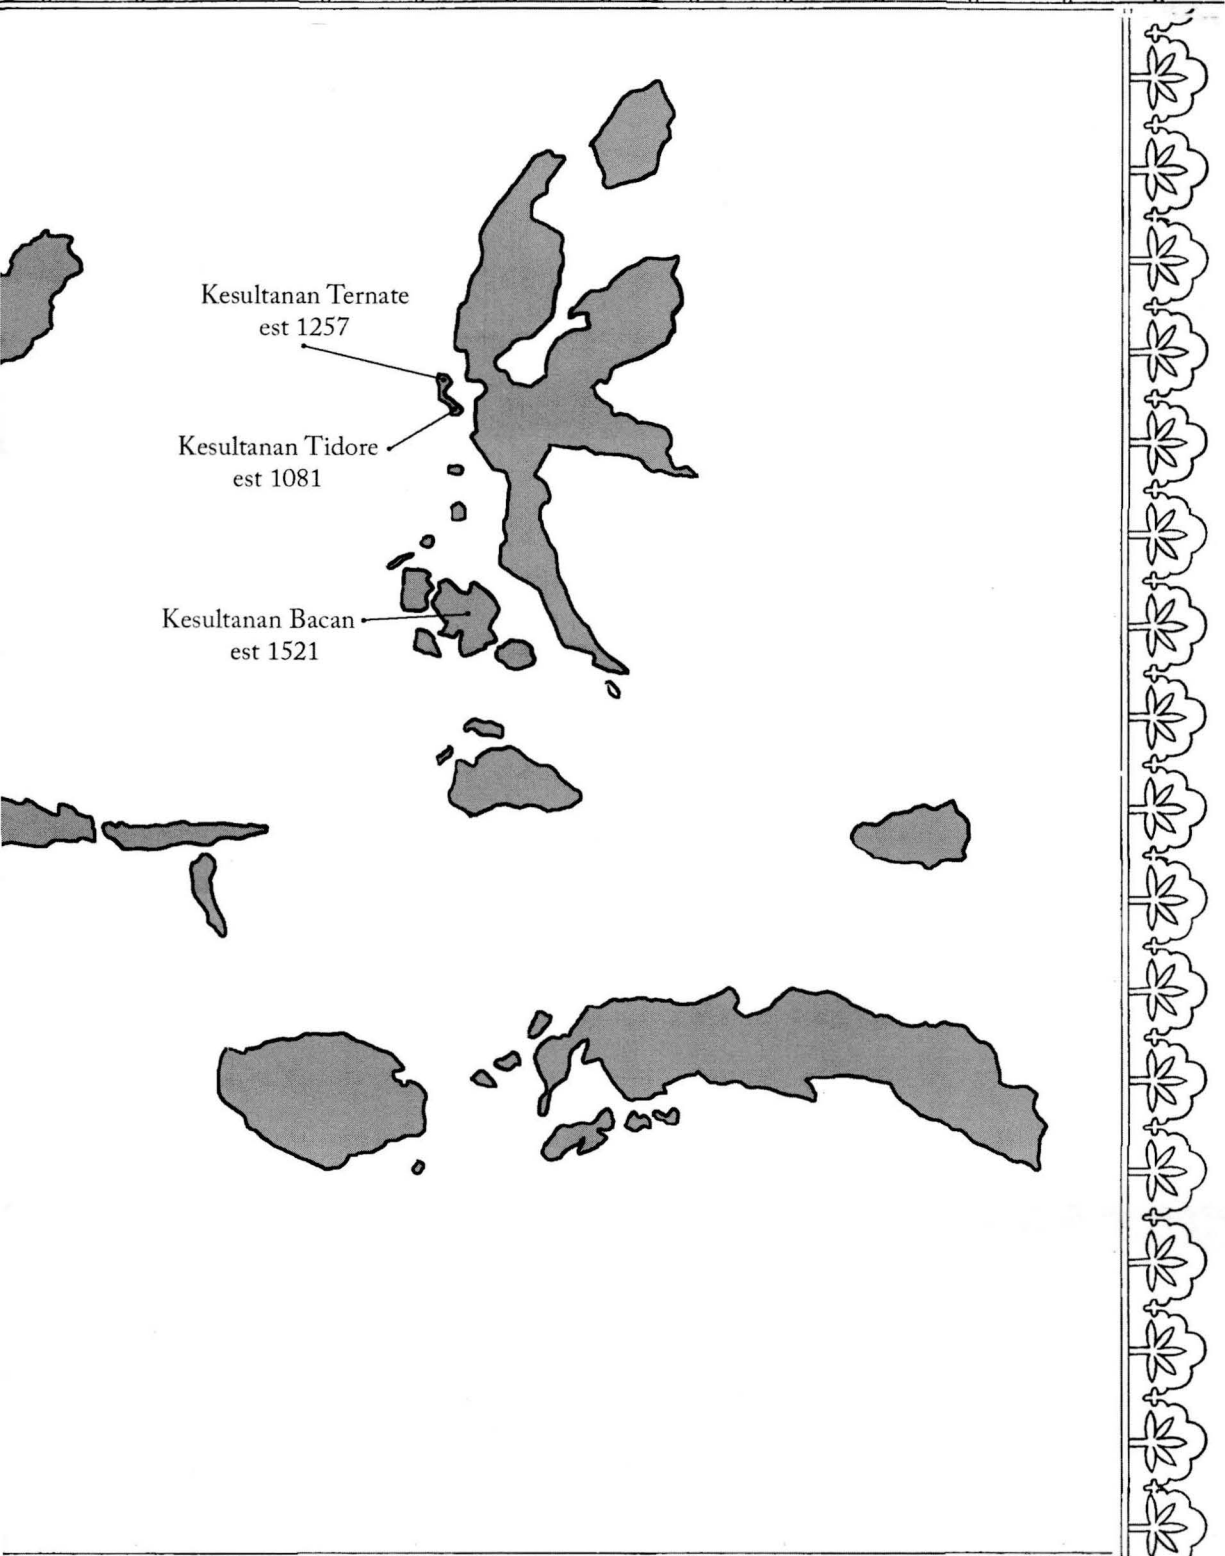 Kesultanan Ternate
est 1257
Kesultanan Tidore
est 1081
Kesultanan Bacan
est 1521